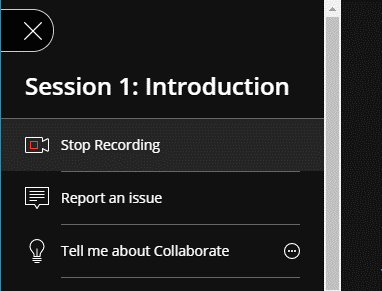 Session 1: Introduction
Stop Recording
Report an issue
Tell me about Collaborate